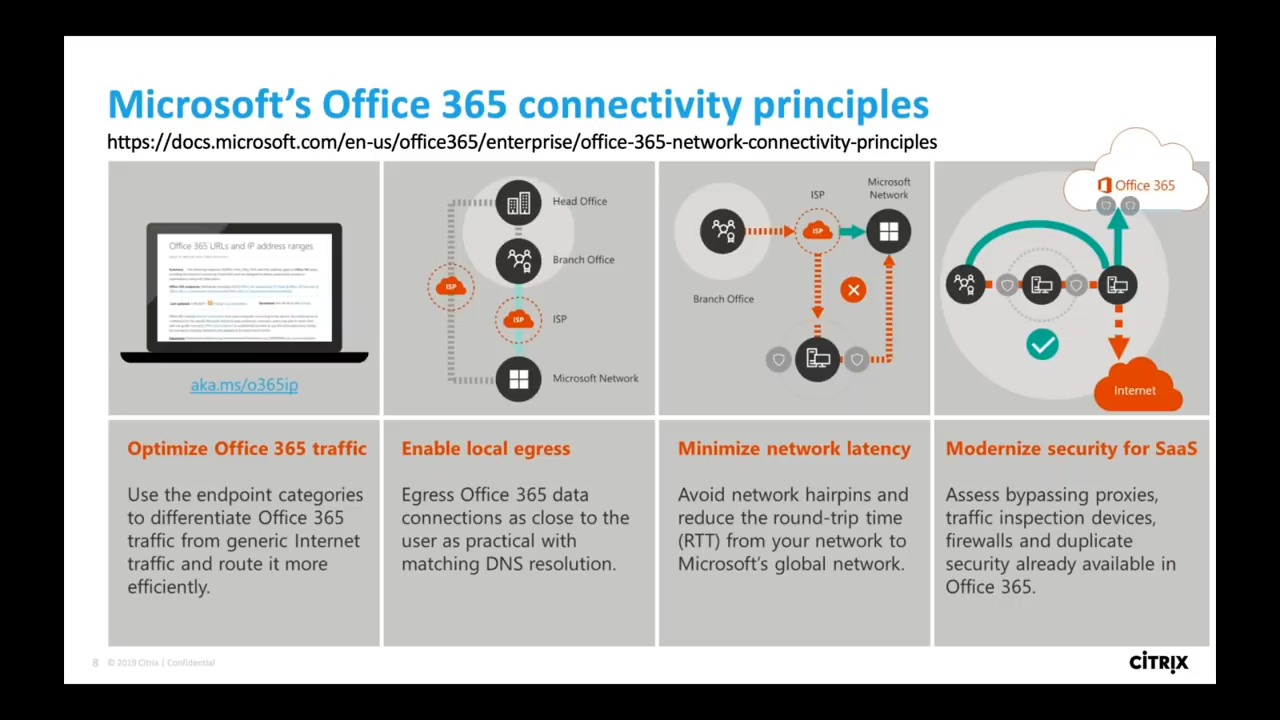 Microsoft's Office 365 connectivity principles
https://docs.microsoft.com/en-us/office365/enterprise/office-365-network-connectivity-principles
Office 365 URLs and IP address ranges
aka.ms/o365ip
Head Office
Branch Office
ISP
ISP
ISP
Microsoft Network
ISP
Microsoft
Network
ISP
Branch Office
Office 365
Internet
Optimize Office 365 traffic
Use the endpoint categories
to differentiate Office 365
traffic from generic Internet
traffic and route it more
efficiently.
Enable local egress
Egress Office 365 data
connections as close to the
user as practical with
matching DNS resolution.
Minimize network latency
Avoid network hairpins and
reduce the round-trip time
(RTT) from your network to
Microsoft's global network.
Modernize security for SaaS
Assess bypassing proxies,
traffic inspection devices,
firewalls and duplicate
security already available in
Office 365.
8 © 2019 Citrix | Confidential
CITRIX